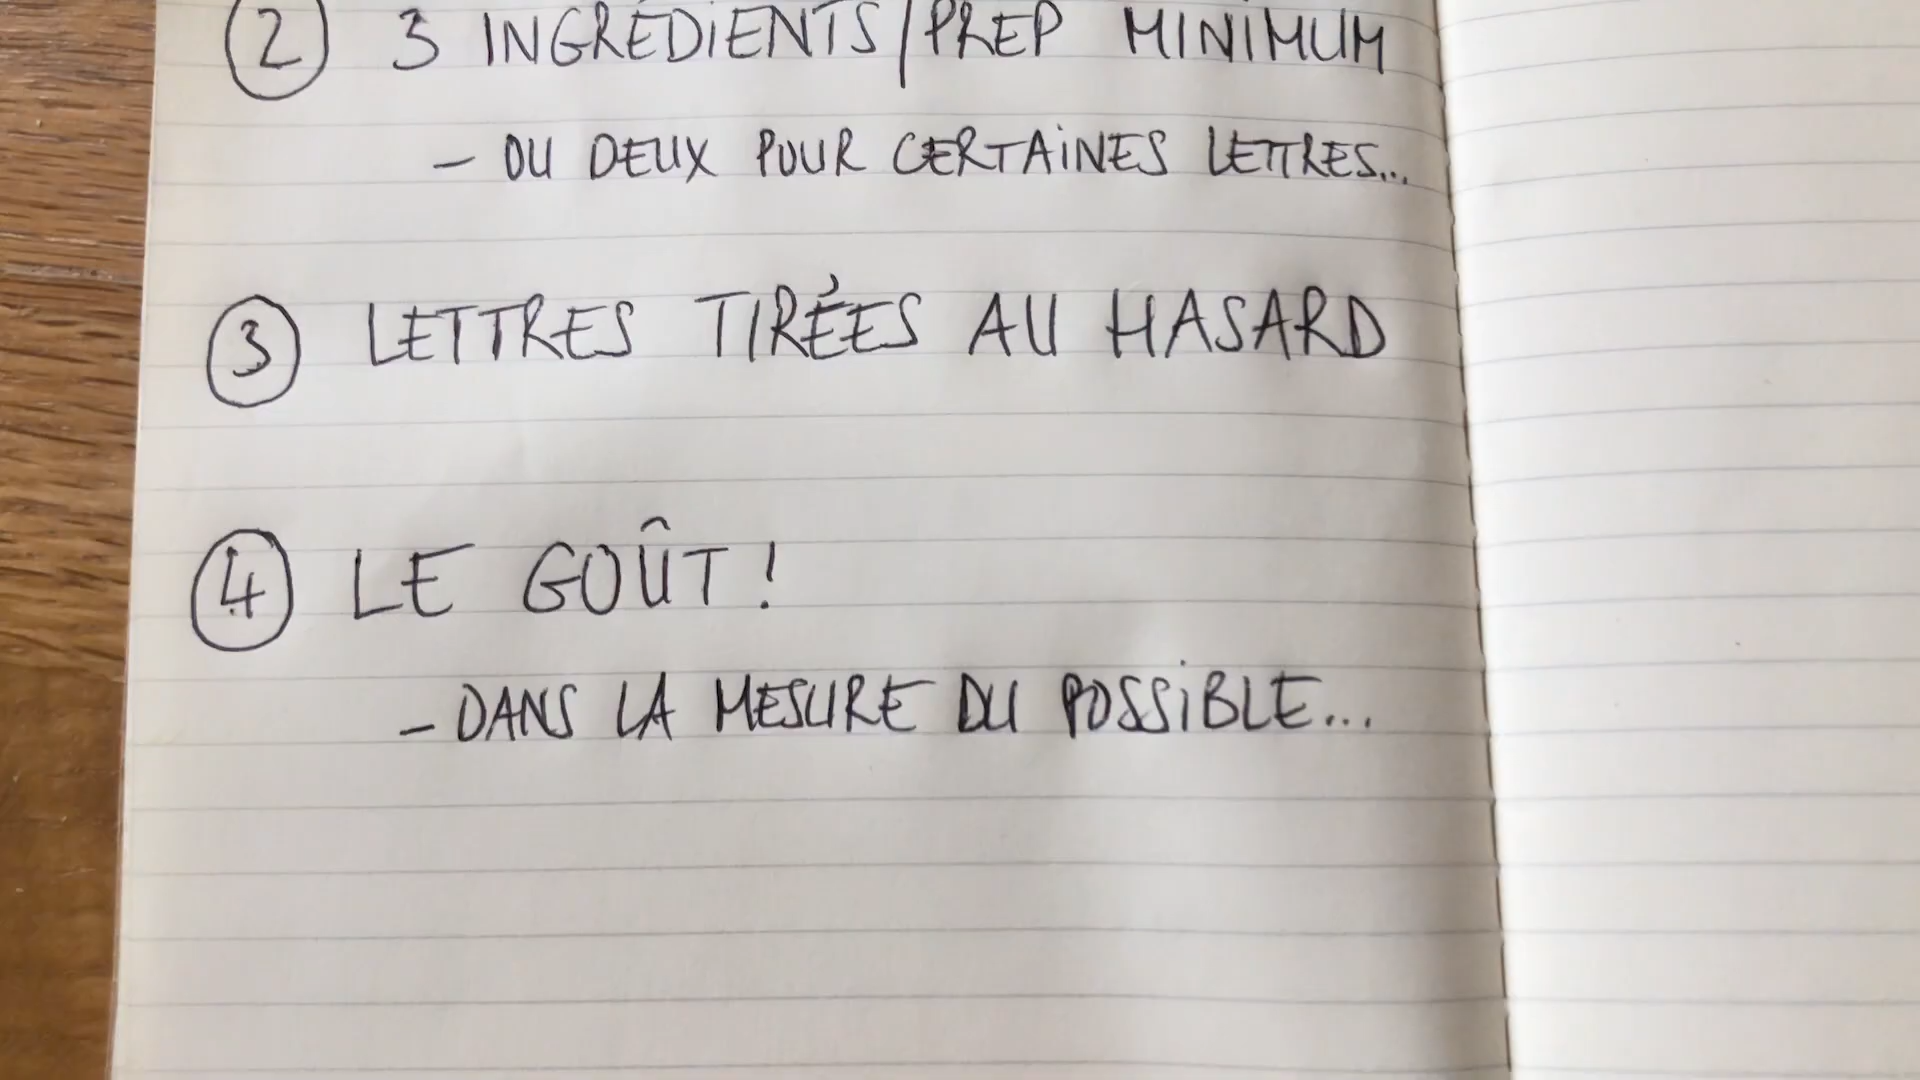 ② 3 INGRÉDIENTS/PREP MINIMUM
- OU DEUX POUR CERTAINES LETTRES...
③ LETTRES TIRÉES AU HASARD
④ LE GOÛT !
- DANS LA MESURE DU POSSIBLE...